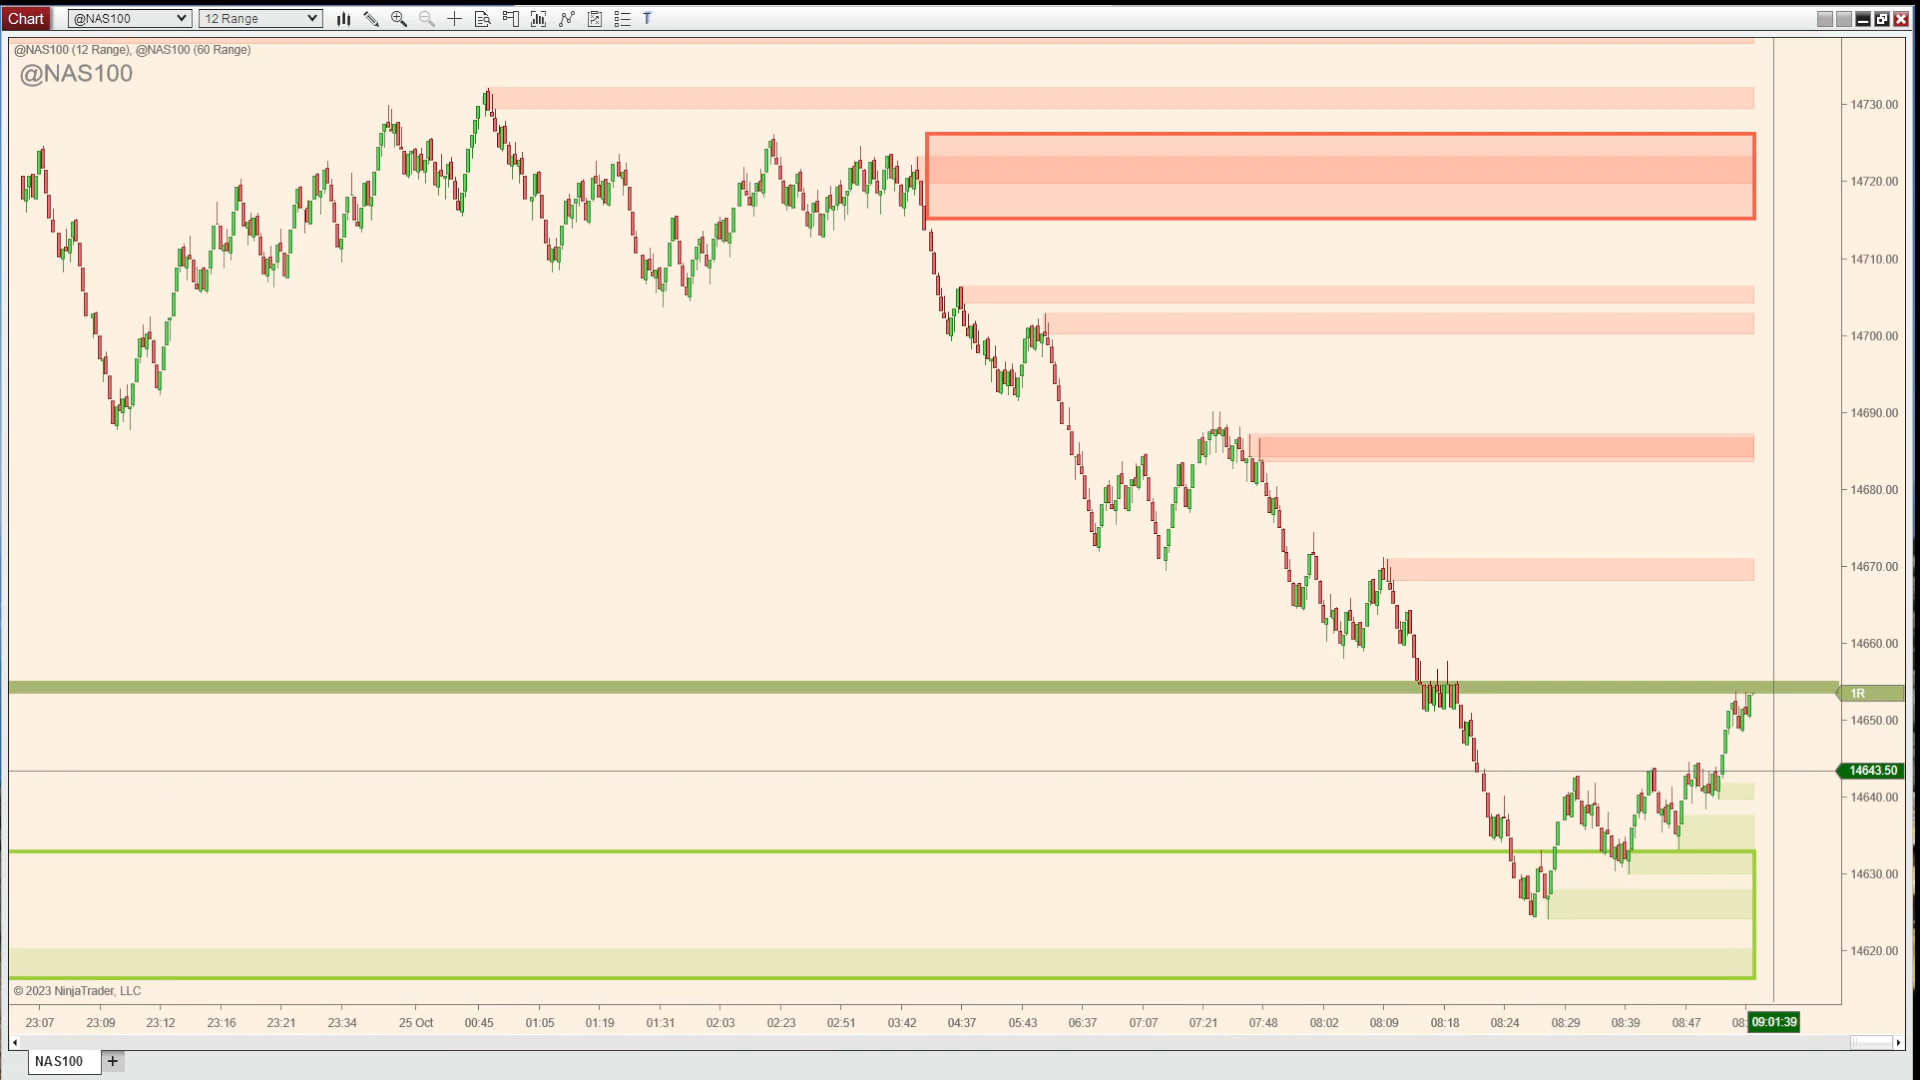 Chart @NAS100 12 Range T
@NAS100 (12 Range), @NAS100 (60 Range)
@NAS100
14730.00
14720.00
14710.00
14700.00
14690.00
14680.00
14670.00
14660.00
1R
14650.00
14643.50
14640.00
14630.00
14620.00
© 2023 NinjaTrader, LLC
23:07 23:09 23:12 23:16 23:21 23:34 25 Oct 00:45 01:05 01:19 01:31 02:03 02:23 02:51 03:42 04:37 05:43 06:37 07:07 07:21 07:48 08:02 08:09 08:18 08:24 08:29 08:39 08:47 08: 09:01:39
NAS100 +